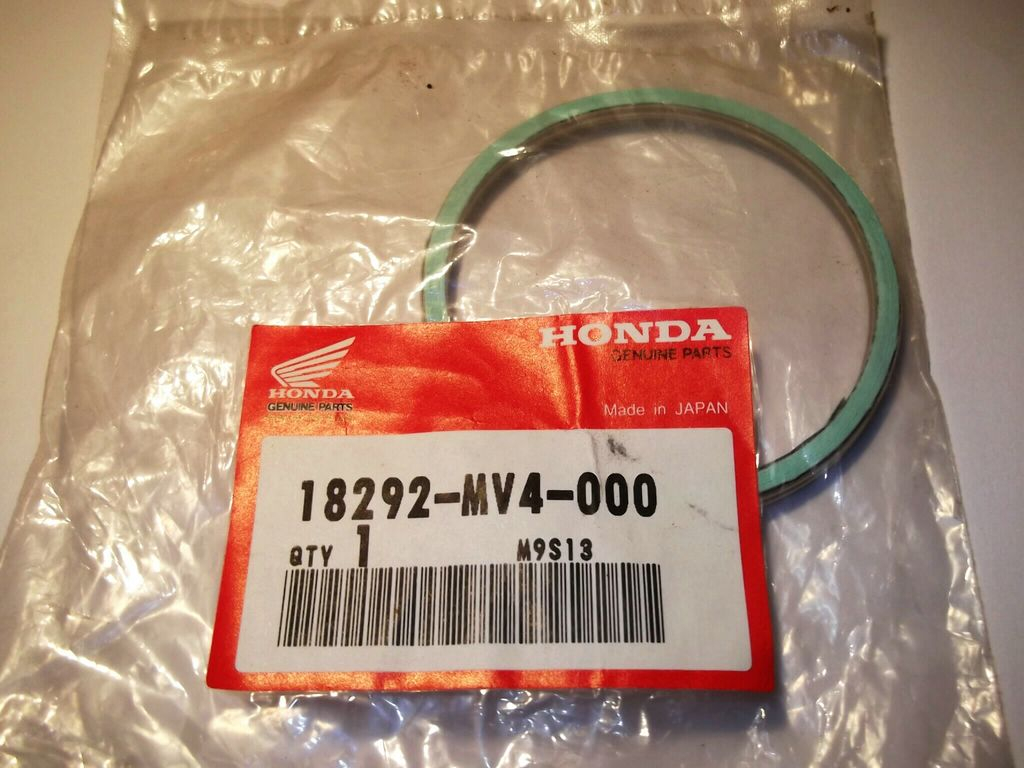 HONDA
GENUINE PARTS
HONDA
GENUINE PARTS
Made in JAPAN
18292-MV4-000
QTY 1 M9S13